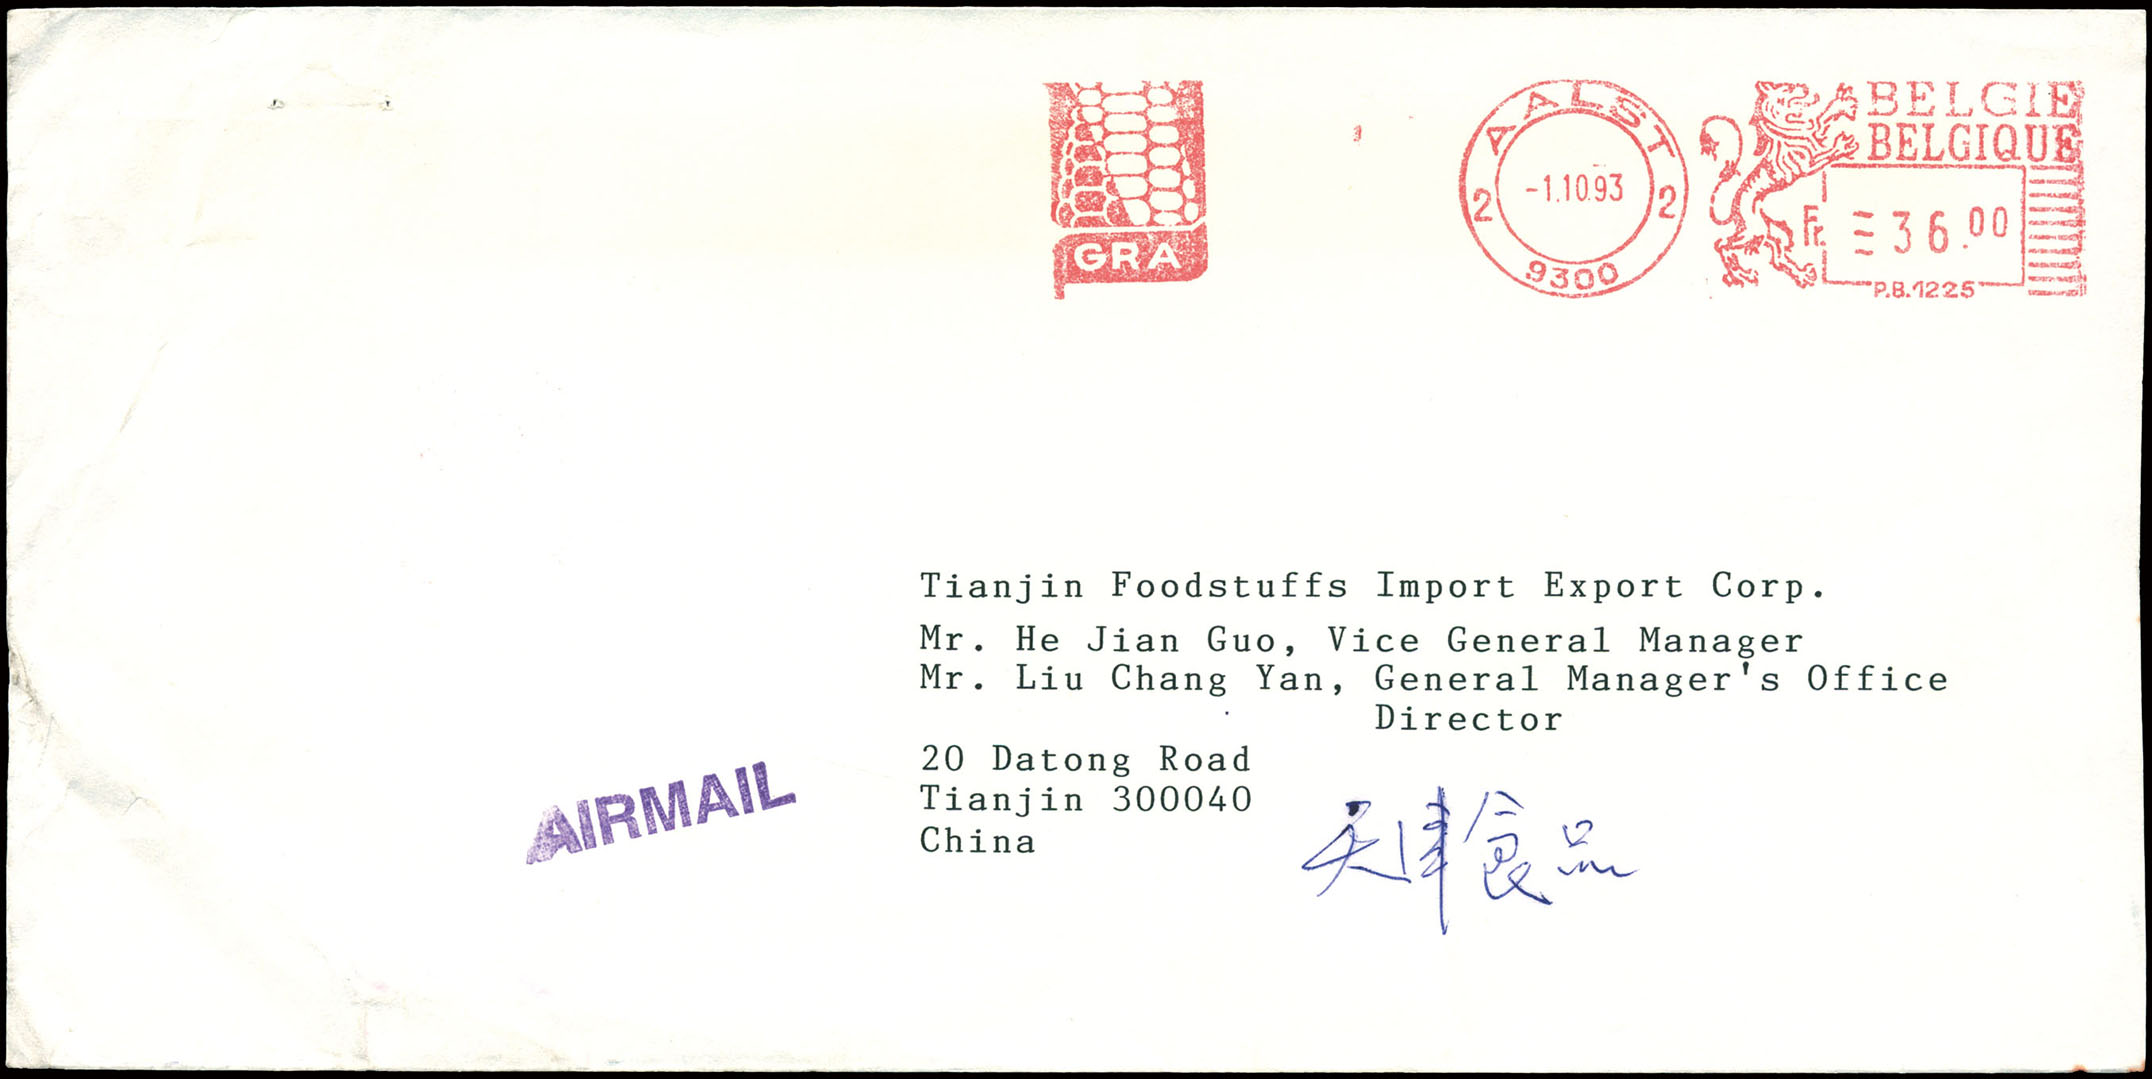 GRA
AALST
2 -1.10.93 2
9300
BELGIE
BELGIQUE
Fr. 36.00
P.B.1225
Tianjin Foodstuffs Import Export Corp.
Mr. He Jian Guo, Vice General Manager
Mr. Liu Chang Yan, General Manager's Office
Director
20 Datong Road
Tianjin 300040
China
天津食品
AIRMAIL